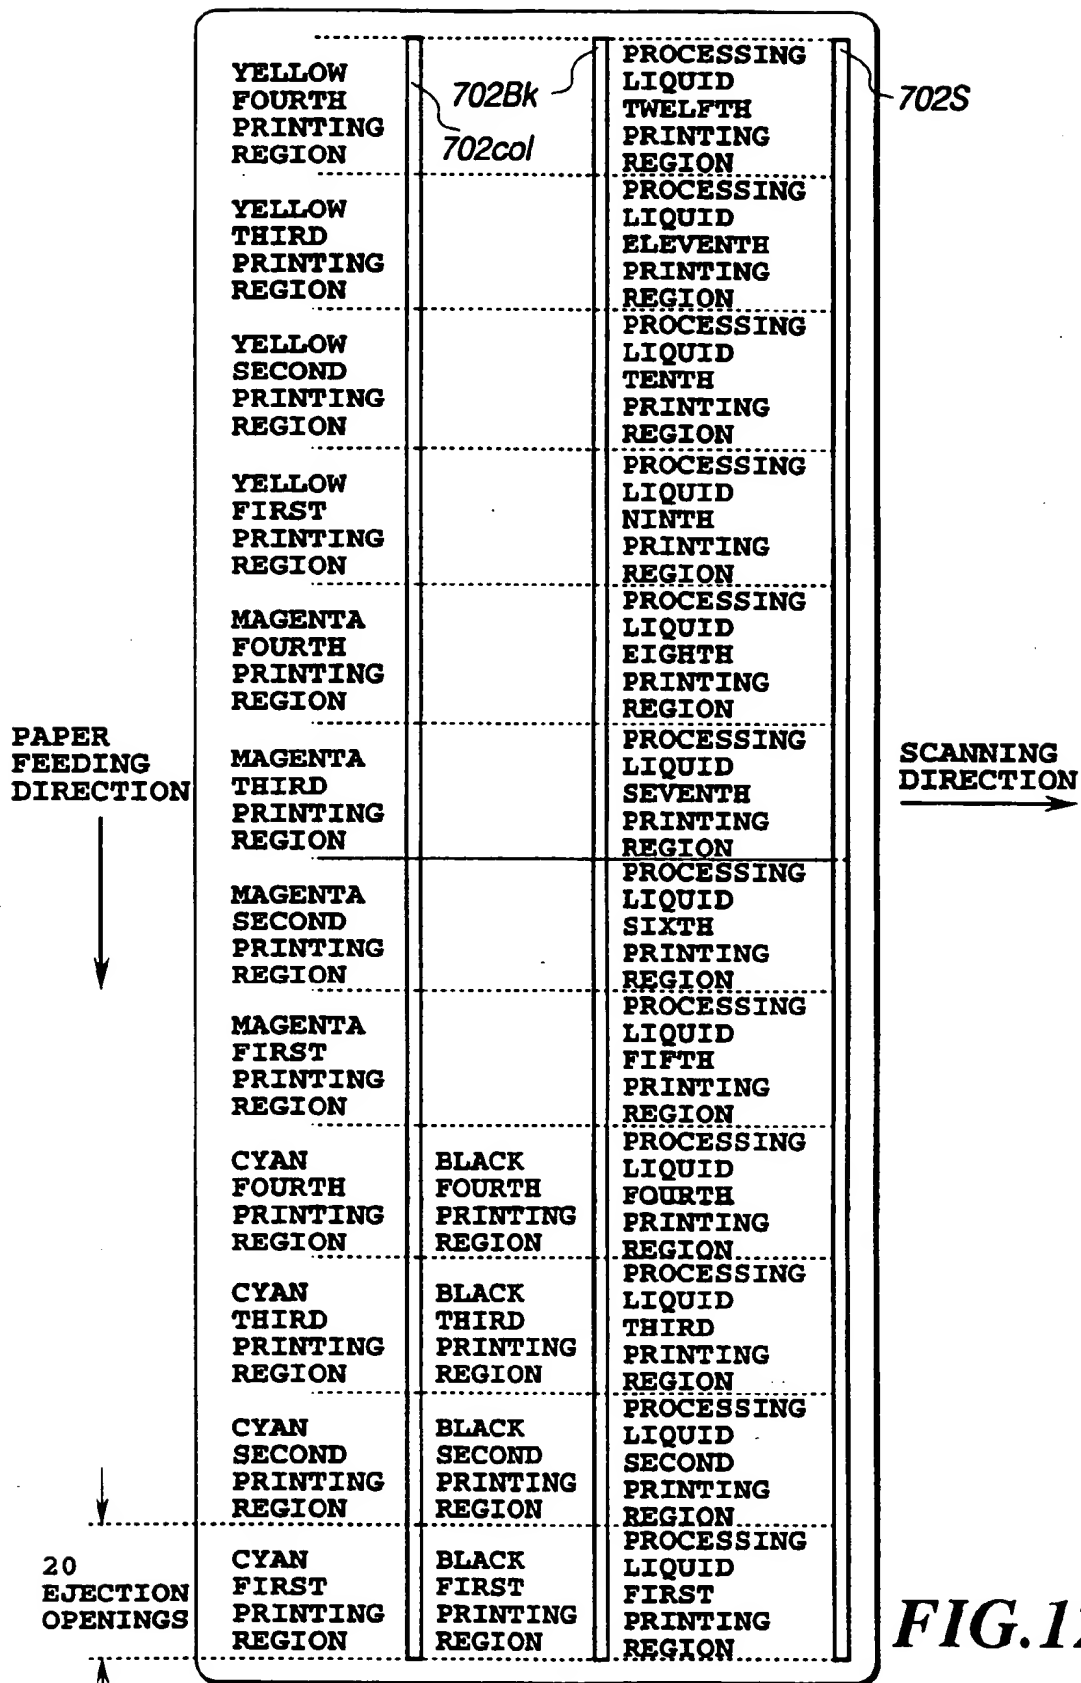 YELLOW
FOURTH
PRINTING
REGION
702col
702Bk
PROCESSING
LIQUID
TWELFTH
PRINTING
REGION
702S
YELLOW
THIRD
PRINTING
REGION
PROCESSING
LIQUID
ELEVENTH
PRINTING
REGION
YELLOW
SECOND
PRINTING
REGION
PROCESSING
LIQUID
TENTH
PRINTING
REGION
YELLOW
FIRST
PRINTING
REGION
PROCESSING
LIQUID
NINTH
PRINTING
REGION
MAGENTA
FOURTH
PRINTING
REGION
PROCESSING
LIQUID
EIGHTH
PRINTING
REGION
PAPER
FEEDING
DIRECTION
MAGENTA
THIRD
PRINTING
REGION
PROCESSING
LIQUID
SEVENTH
PRINTING
REGION
SCANNING
DIRECTION
MAGENTA
SECOND
PRINTING
REGION
PROCESSING
LIQUID
SIXTH
PRINTING
REGION
MAGENTA
FIRST
PRINTING
REGION
PROCESSING
LIQUID
FIFTH
PRINTING
REGION
CYAN
FOURTH
PRINTING
REGION
BLACK
FOURTH
PRINTING
REGION
PROCESSING
LIQUID
FOURTH
PRINTING
REGION
CYAN
THIRD
PRINTING
REGION
BLACK
THIRD
PRINTING
REGION
PROCESSING
LIQUID
THIRD
PRINTING
REGION
CYAN
SECOND
PRINTING
REGION
BLACK
SECOND
PRINTING
REGION
PROCESSING
LIQUID
SECOND
PRINTING
REGION
20
EJECTION
OPENINGS
CYAN
FIRST
PRINTING
REGION
BLACK
FIRST
PRINTING
REGION
PROCESSING
LIQUID
FIRST
PRINTING
REGION
FIG.12